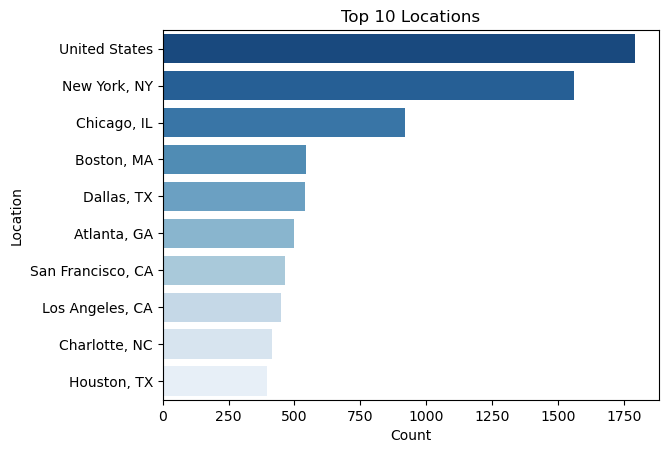 Top 10 Locations
Location
United States
New York, NY
Chicago, IL
Boston, MA
Dallas, TX
Atlanta, GA
San Francisco, CA
Los Angeles, CA
Charlotte, NC
Houston, TX
0 250 500 750 1000 1250 1500 1750
Count